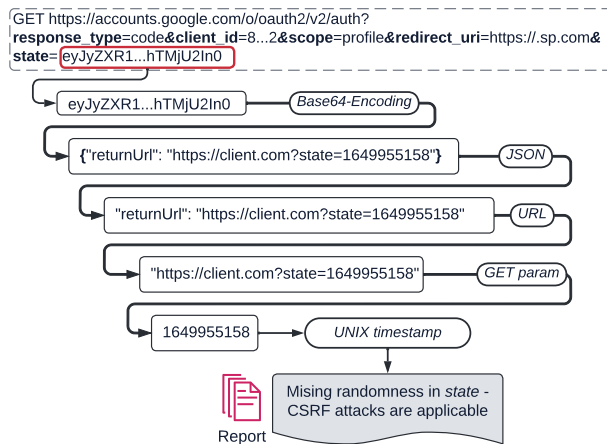 GET https://accounts.google.com/o/oauth2/v2/auth?
response_type=code&client_id=8...2&scope=profile&redirect_uri=https://.sp.com&
state= eyJyZXR1...hTMjU2In0
eyJyZXR1...hTMjU2In0
Base64-Encoding
{"returnUrl": "https://client.com?state=1649955158"}
JSON
"returnUrl": "https://client.com?state=1649955158"
URL
"https://client.com?state=1649955158"
GET param
1649955158
UNIX timestamp
Mising randomness in state -
CSRF attacks are applicable
Report